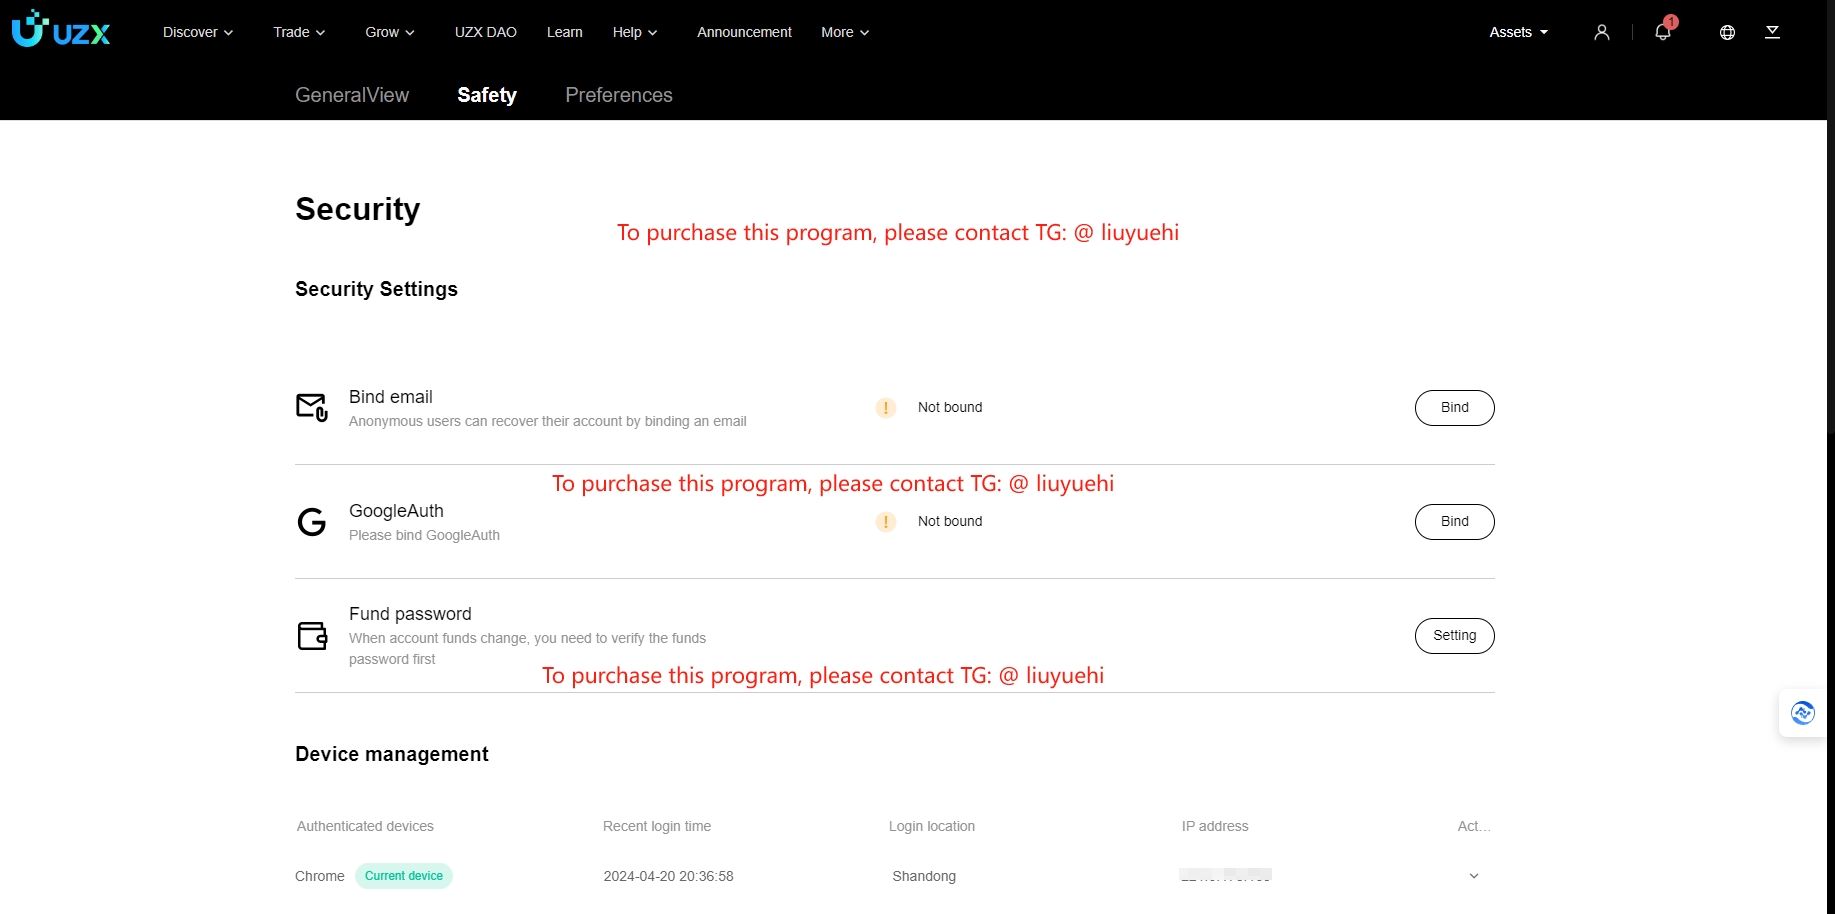 UZX
Discover Trade Grow UZX DAO Learn Help Announcement More Assets 1
GeneralView Safety Preferences
Security
To purchase this program, please contact TG: @ liuyuehi
Security Settings
Bind email
Anonymous users can recover their account by binding an email
! Not bound
Bind
To purchase this program, please contact TG: @ liuyuehi
GoogleAuth
Please bind GoogleAuth
! Not bound
Bind
Fund password
When account funds change, you need to verify the funds
password first
Setting
To purchase this program, please contact TG: @ liuyuehi
Device management
Authenticated devices Recent login time Login location IP address Act...
Chrome Current device 2024-04-20 20:36:58 Shandong